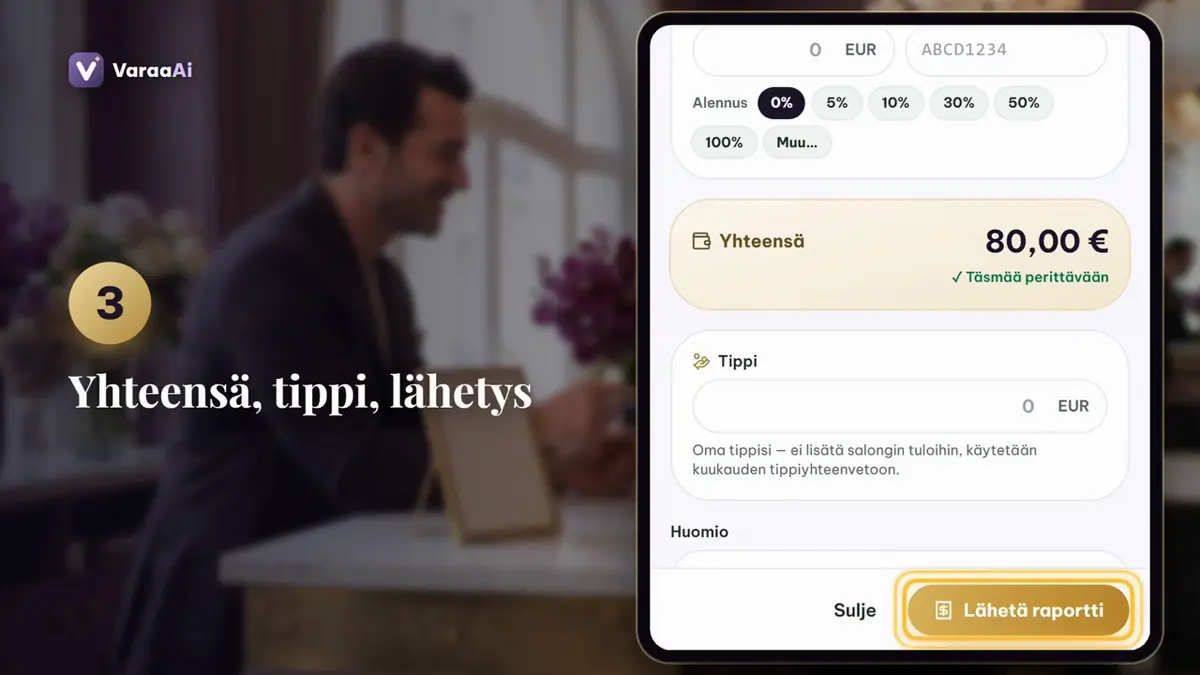 VaraaAi
3
Yhteensä, tippi, lähetys
0 EUR
ABCD1234
Alennus 0% 5% 10% 30% 50%
100% Muu...
Yhteensä 80,00 €
✓ Täsmää perittävään
Tippi
0 EUR
Oma tippisi — ei lisätä salongin tuloihin, käytetään
kuukauden tippiyhteenvetoon.
Huomio
Sulje
Lähetä raportti